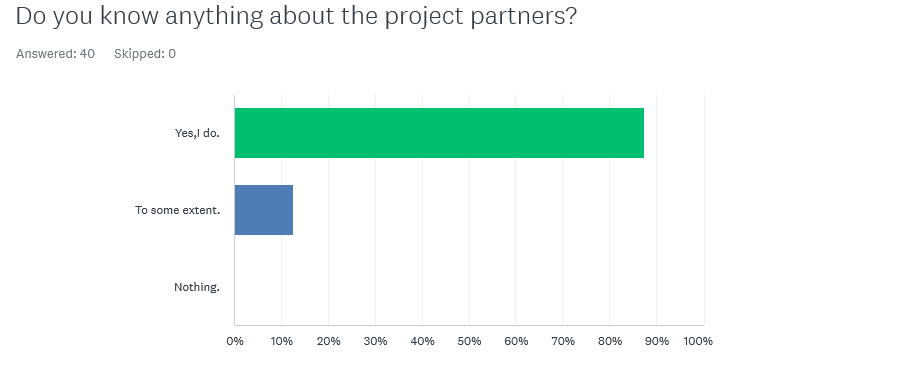 Do you know anything about the project partners?
Answered: 40 Skipped: 0
Yes,I do.
To some extent.
Nothing.
0% 10% 20% 30% 40% 50% 60% 70% 80% 90% 100%